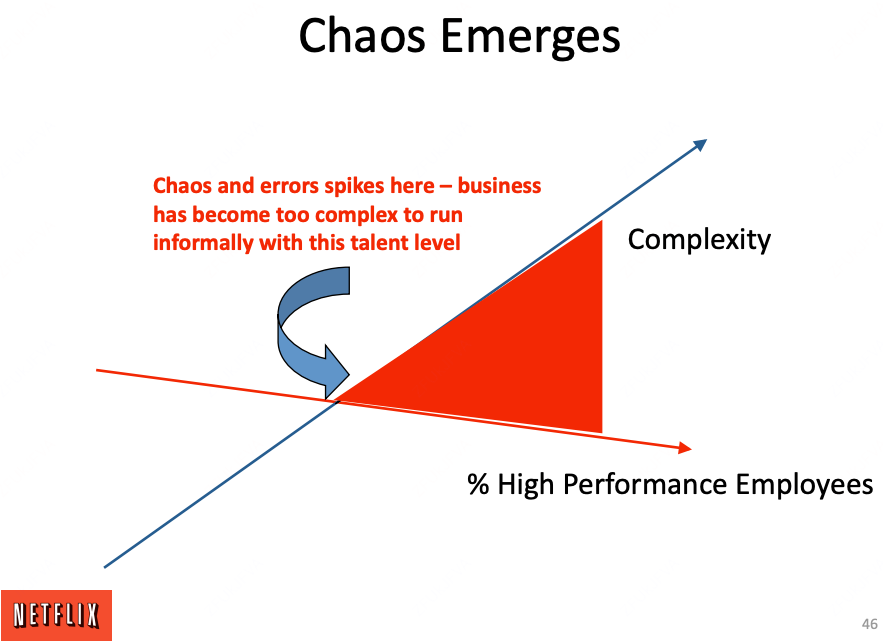 Chaos Emerges
Chaos and errors spikes here – business
has become too complex to run
informally with this talent level
Complexity
% High Performance Employees
NETFLIX
46